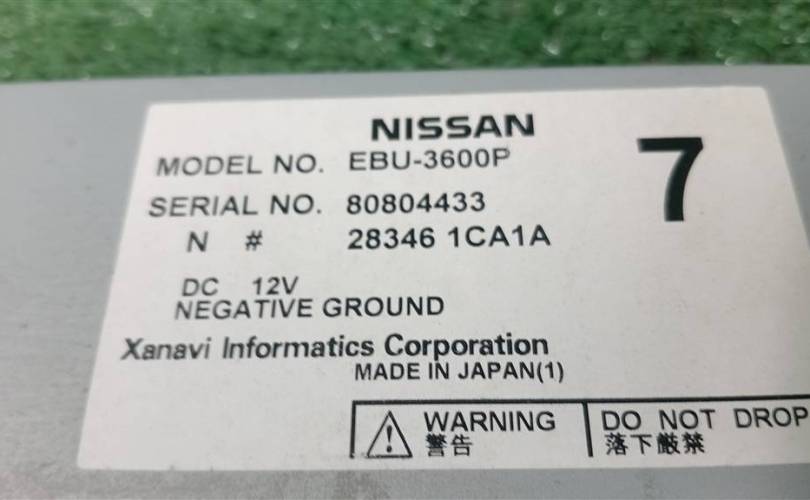 NISSAN
7
MODEL NO. EBU-3600P
SERIAL NO. 80804433
N # 28346 1CA1A
DC 12V
NEGATIVE GROUND
Xanavi Informatics Corporation
MADE IN JAPAN(1)
WARNING DO NOT DROP
警告 落下厳禁